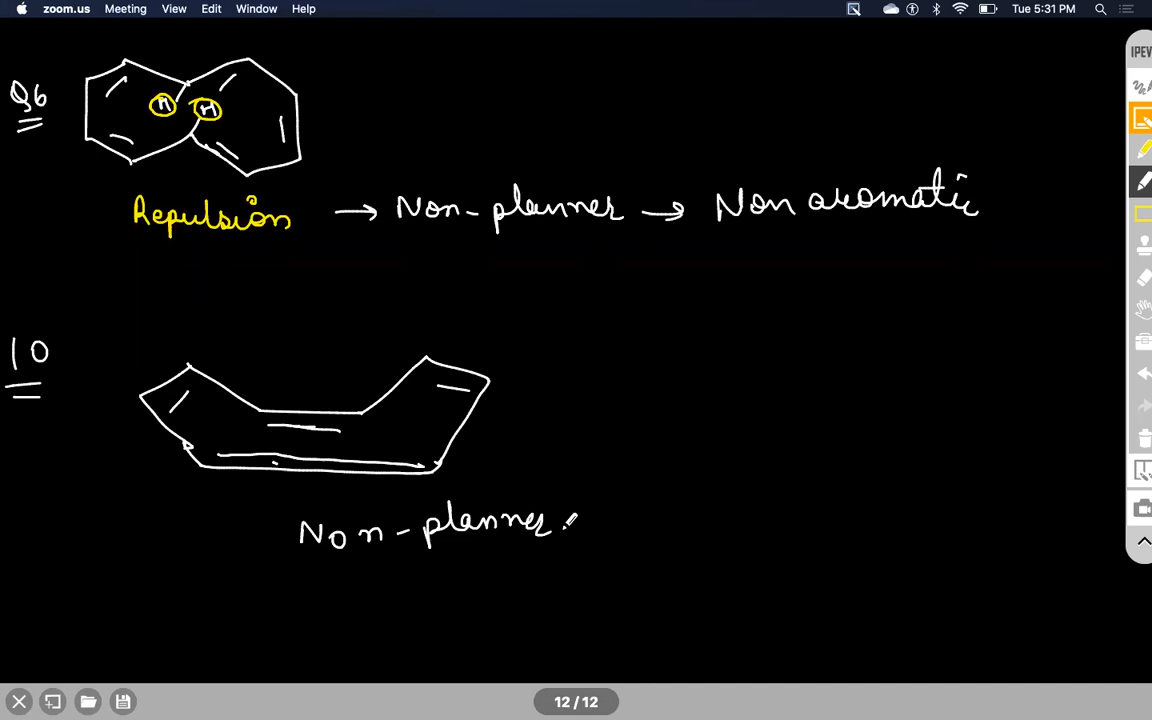 zoom.us Meeting View Edit Window Help Tue 5:31 PM
IPEV
Q6
H H
Repulsion → Non-planner → Non aromatic
10
Non-planner
12/12